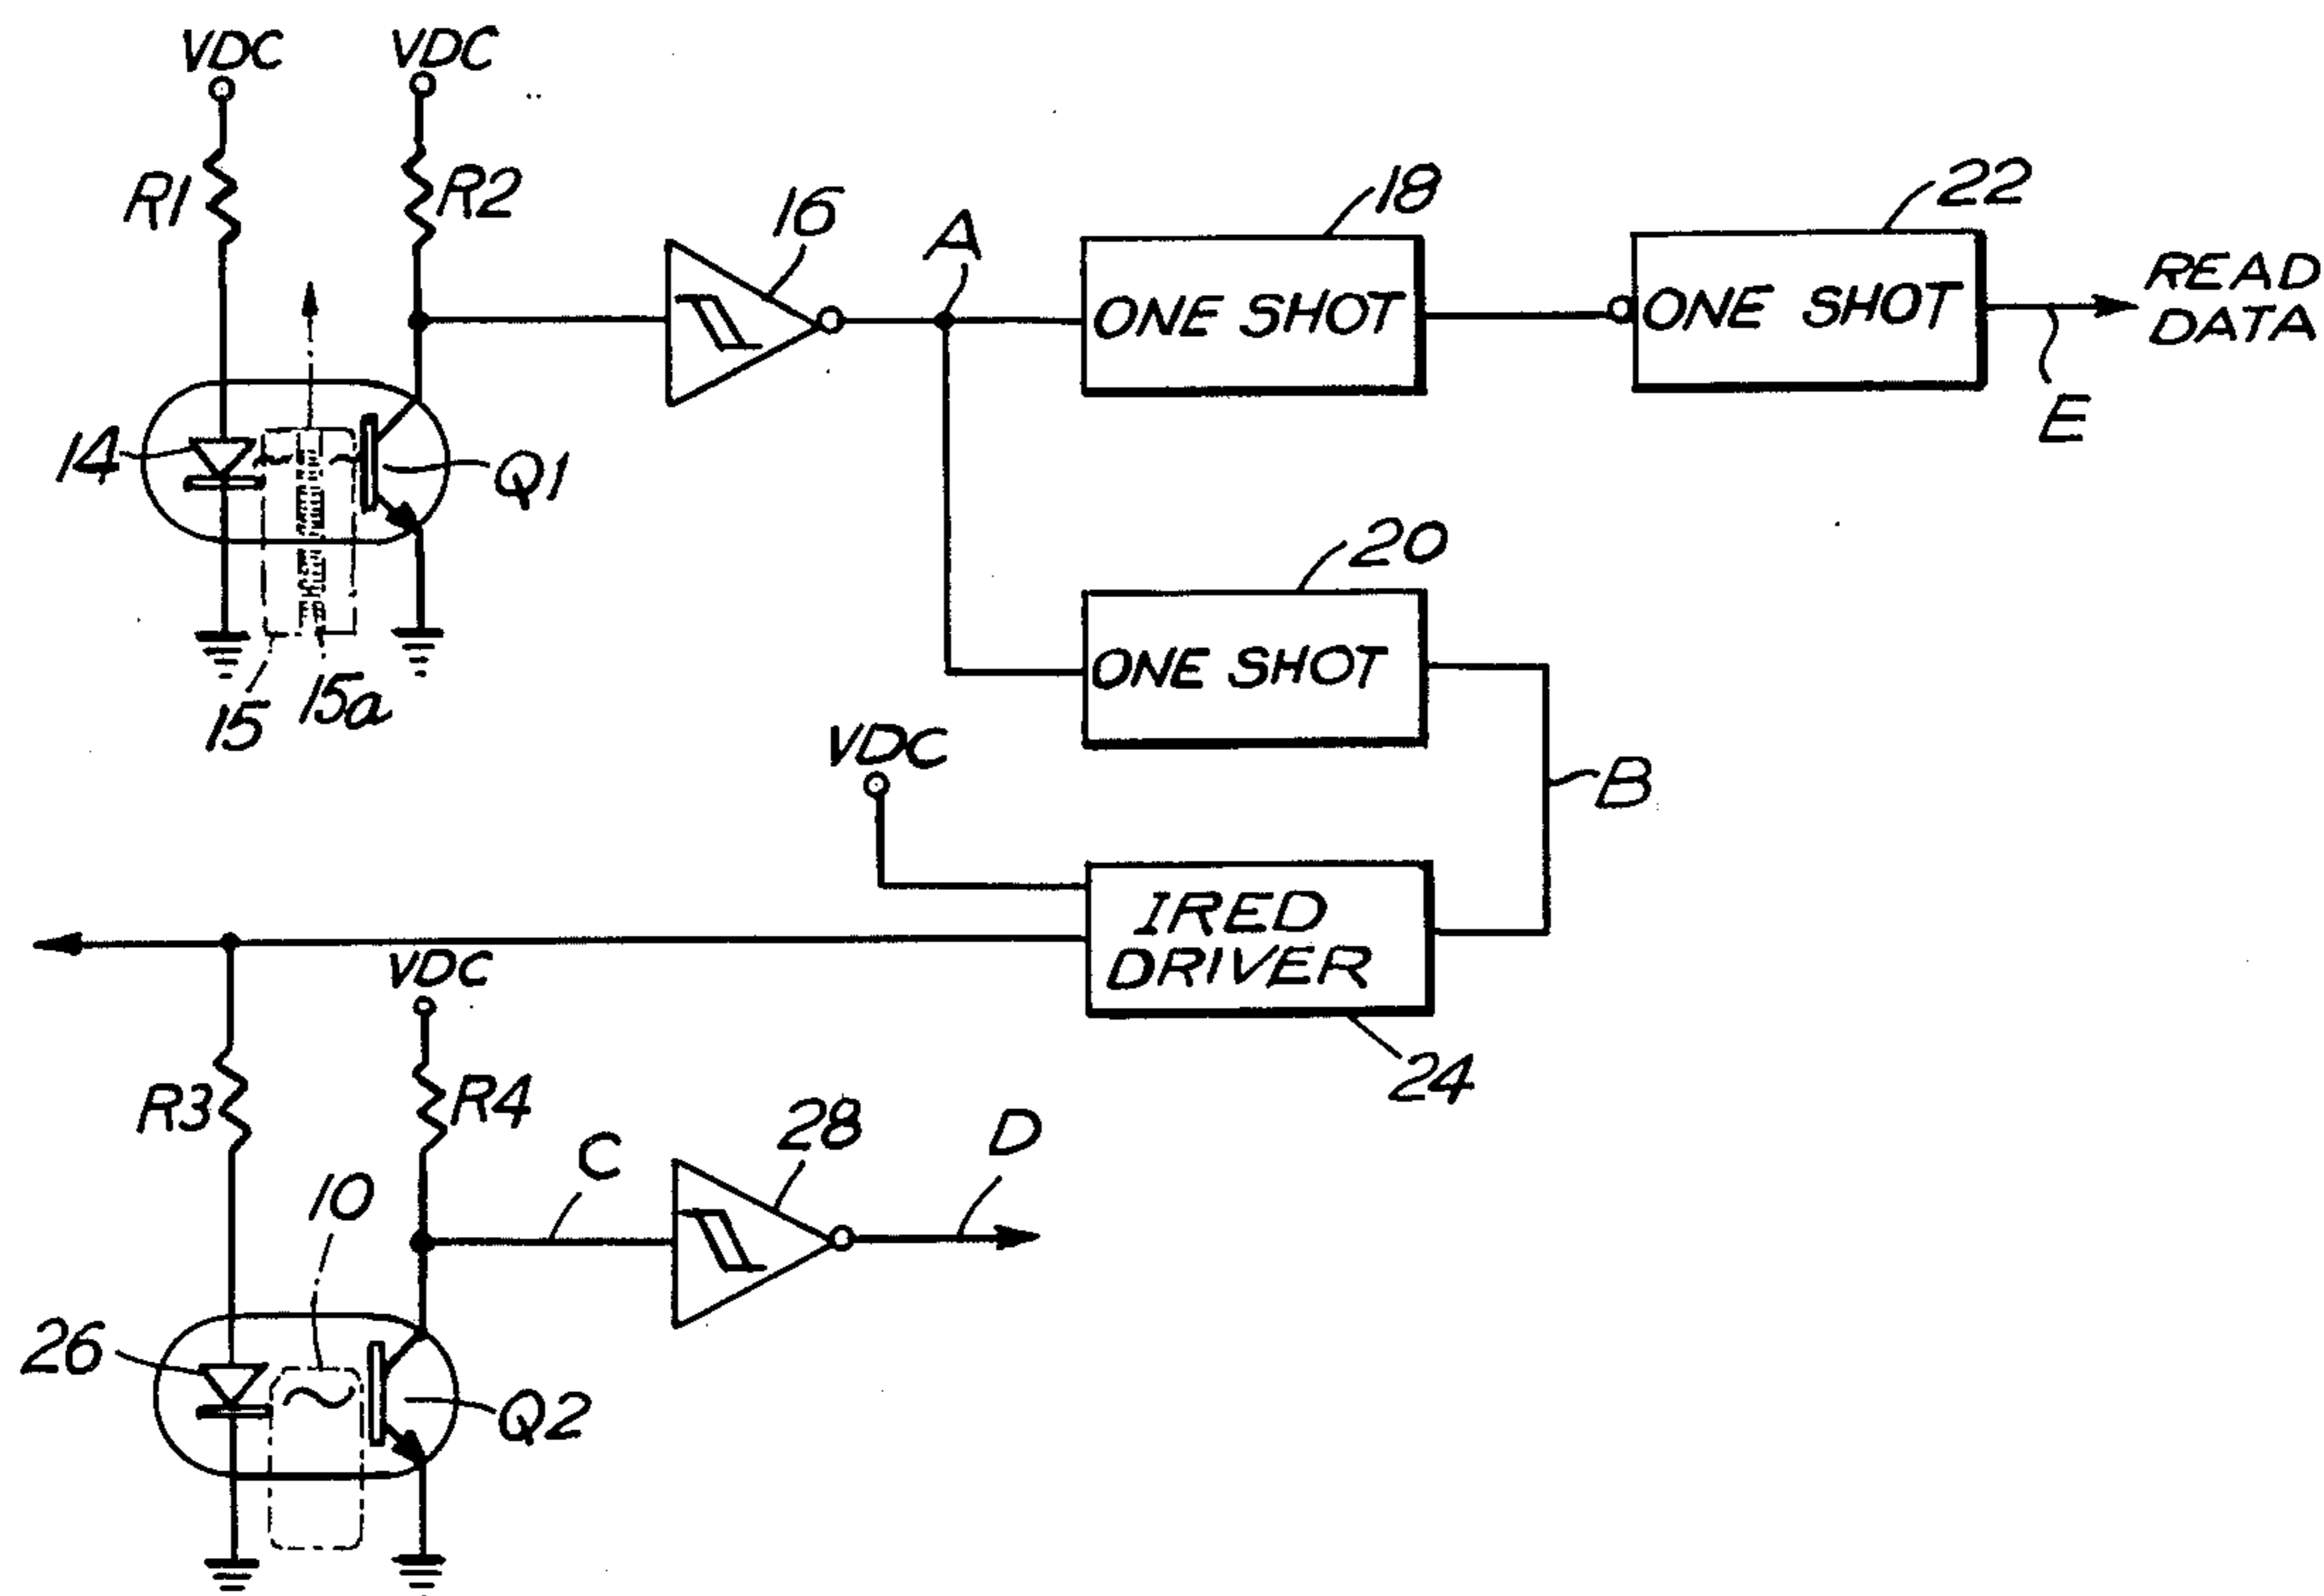 VDC
VDC
R1
R2
16
A
18
22
ONE SHOT
ONE SHOT
READ
DATA
E
14
Q1
20
ONE SHOT
15
15a
VDC
B
IRED
DRIVER
VDC
24
R3
R4
C
28
D
10
26
Q2